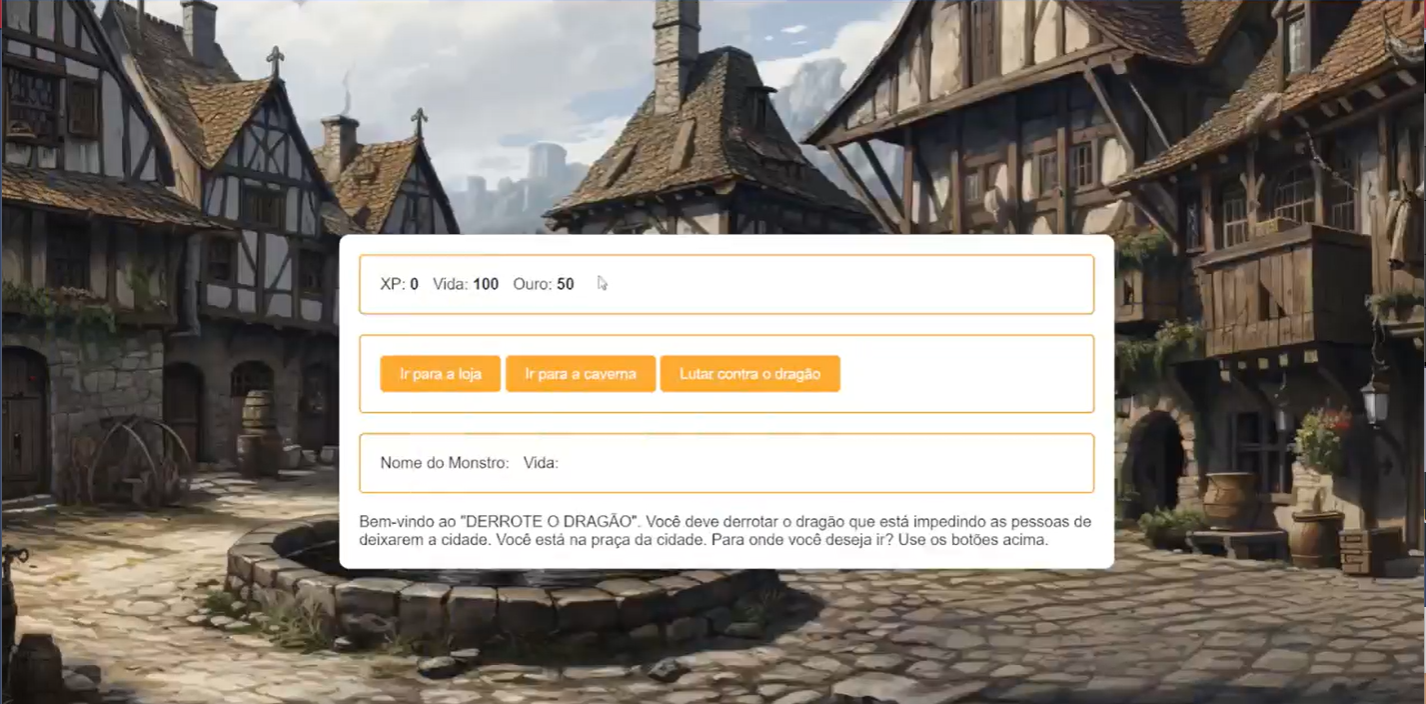 XP: 0 Vida: 100 Ouro: 50
Ir para a loja Ir para a caverna Lutar contra o dragão
Nome do Monstro: Vida:
Bem-vindo ao "DERROTE O DRAGÃO". Você deve derrotar o dragão que está impedindo as pessoas de
deixarem a cidade. Você está na praça da cidade. Para onde você deseja ir? Use os botões acima.